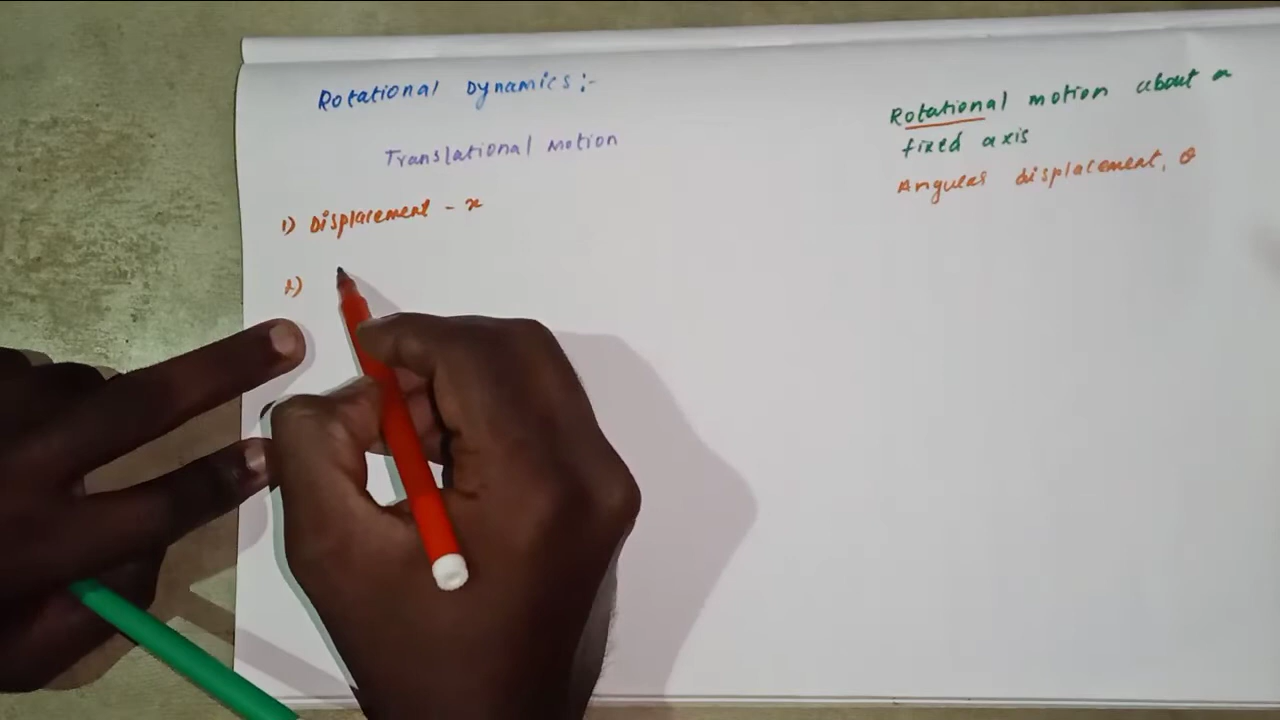 Rotational Dynamics:-
Translational motion
Rotational motion about a
fixed axis
1) Displacement - x
Angular displacement, θ
2)